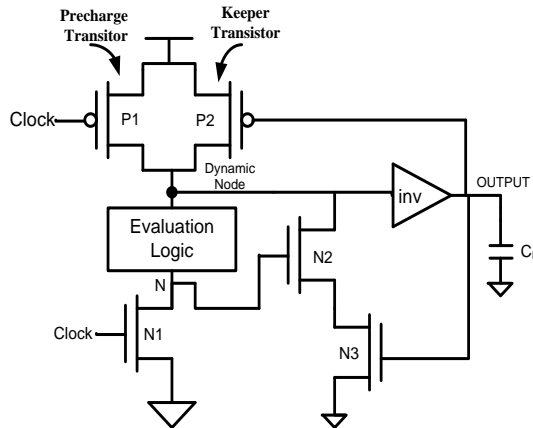 Precharge
Transitor
Keeper
Transistor
Clock
P1
P2
Dynamic
Node
inv
OUTPUT
Evaluation
Logic
N2
N
Clock
N1
N3